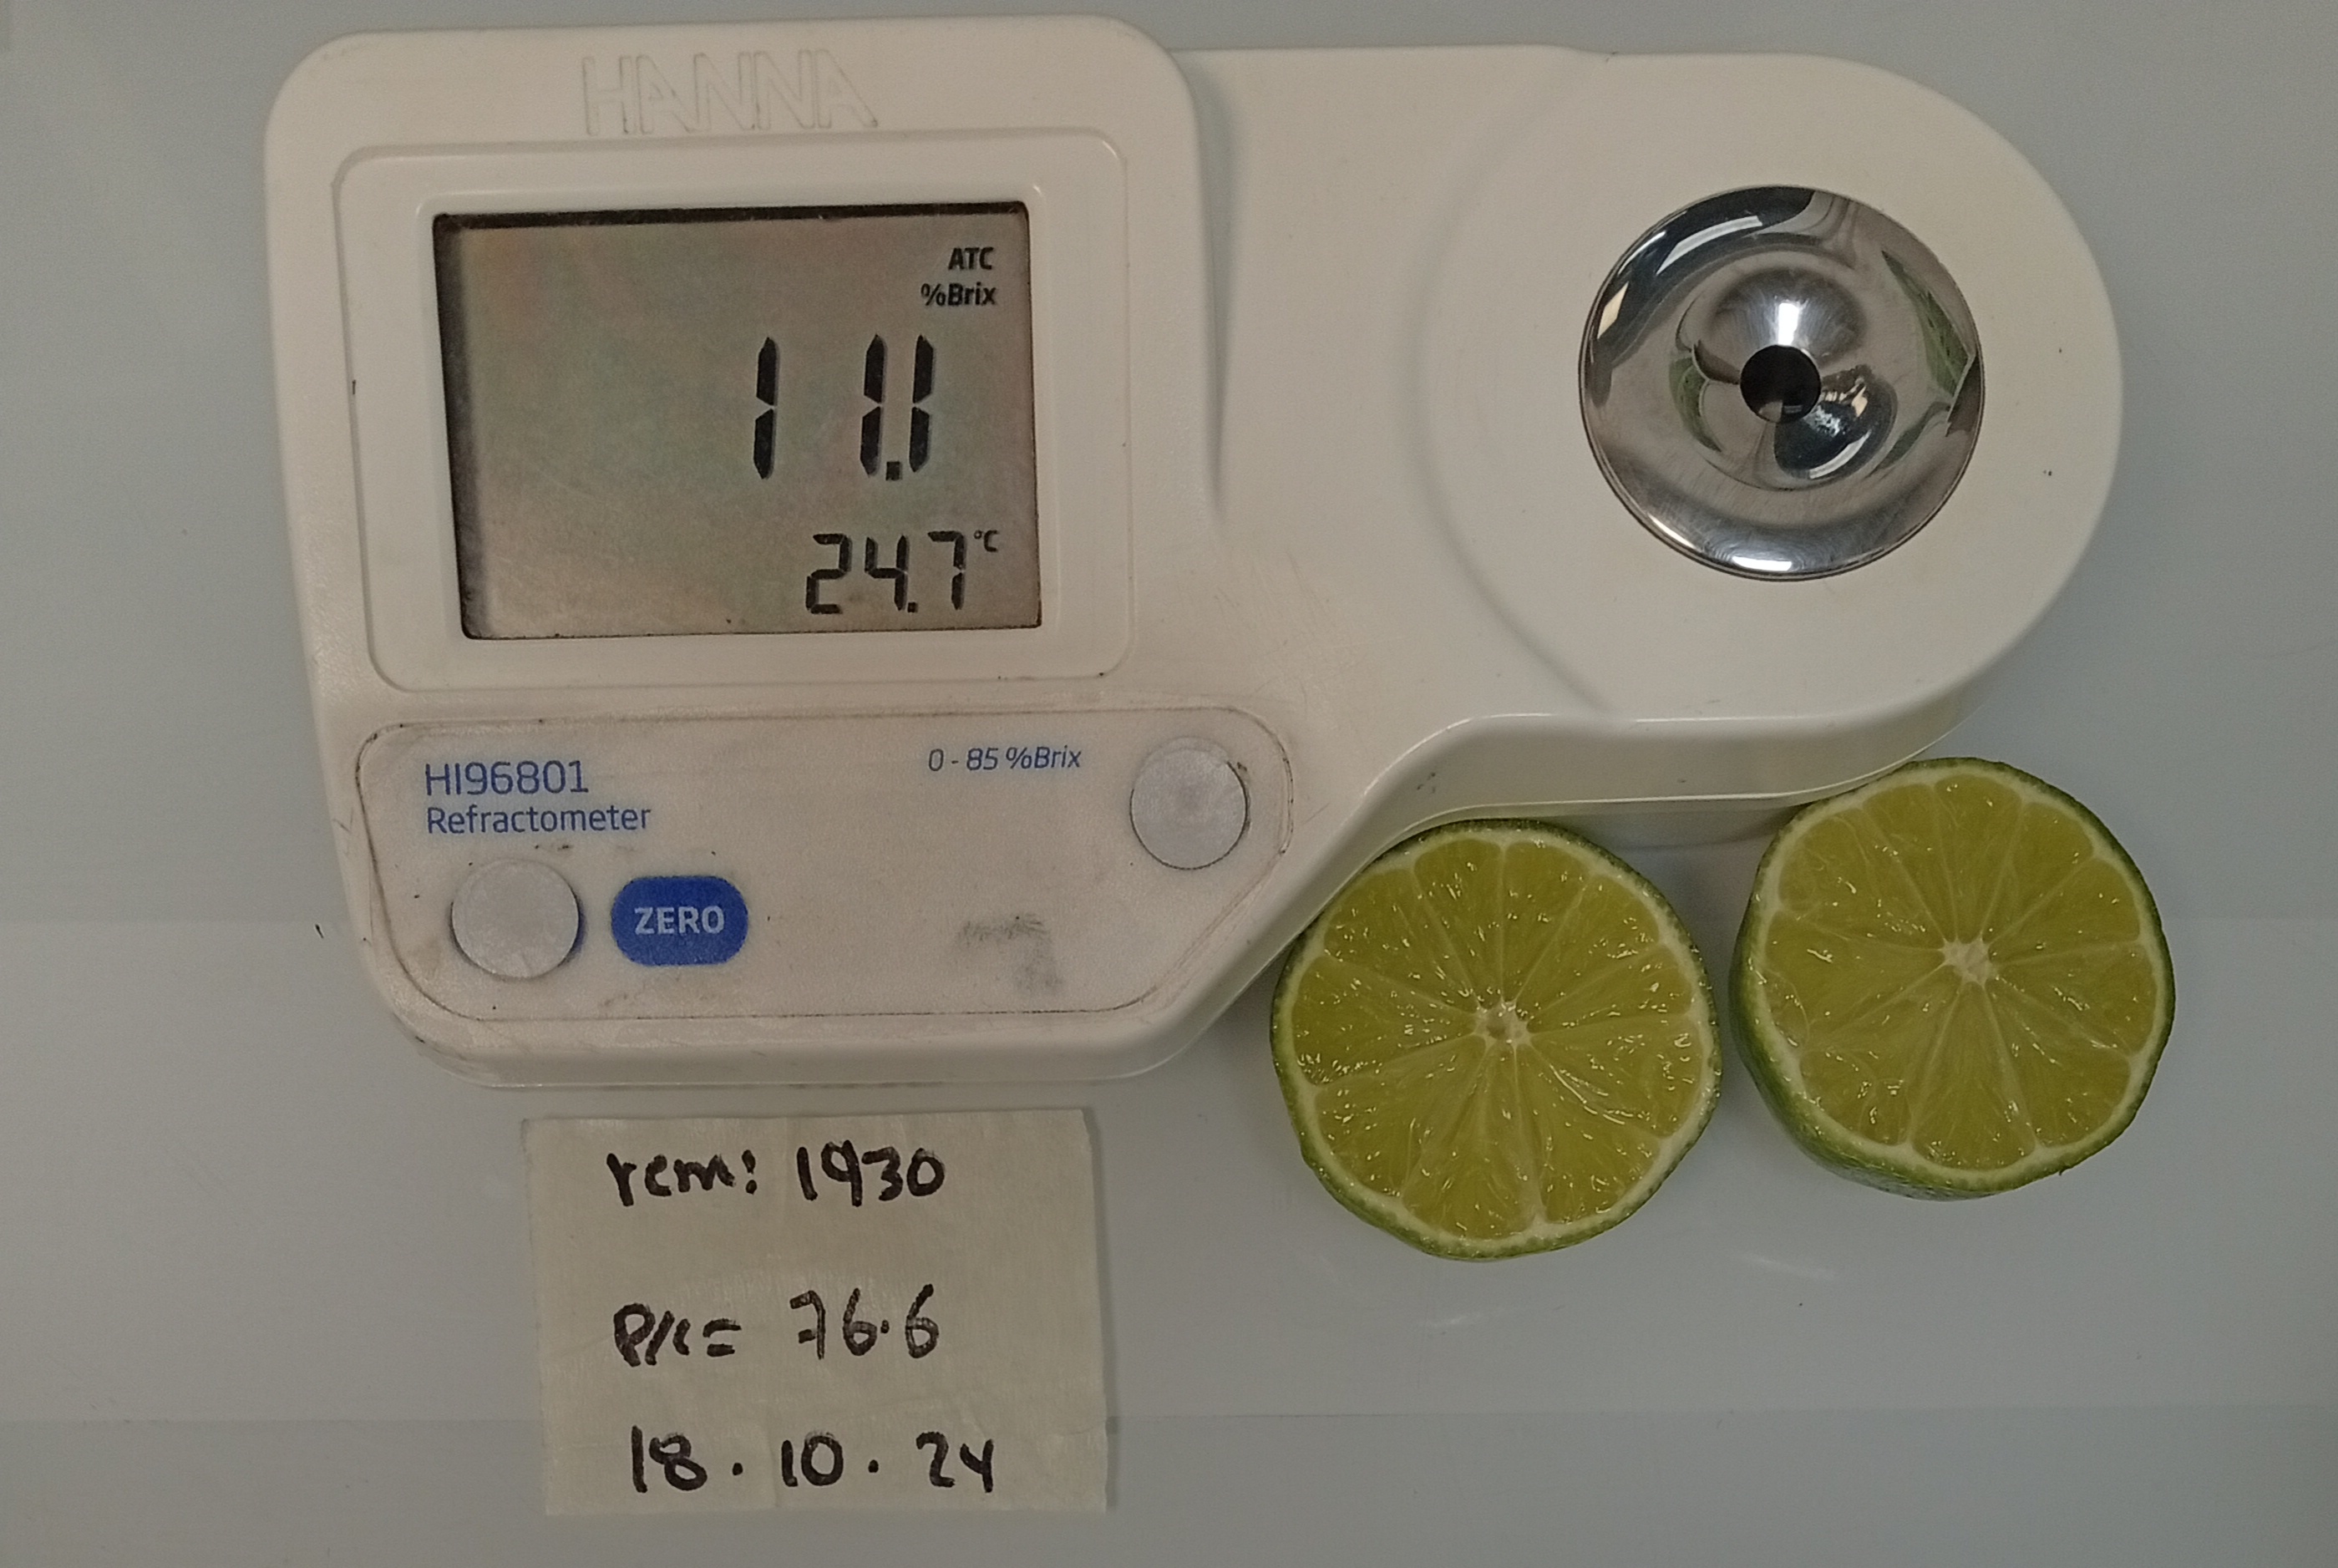 HANNA
ATC
%Brix
11.1
24.7°C
HI96801
Refractometer
0 - 85 %Brix
ZERO
rcm: 1930
= 76.6
18.10.24